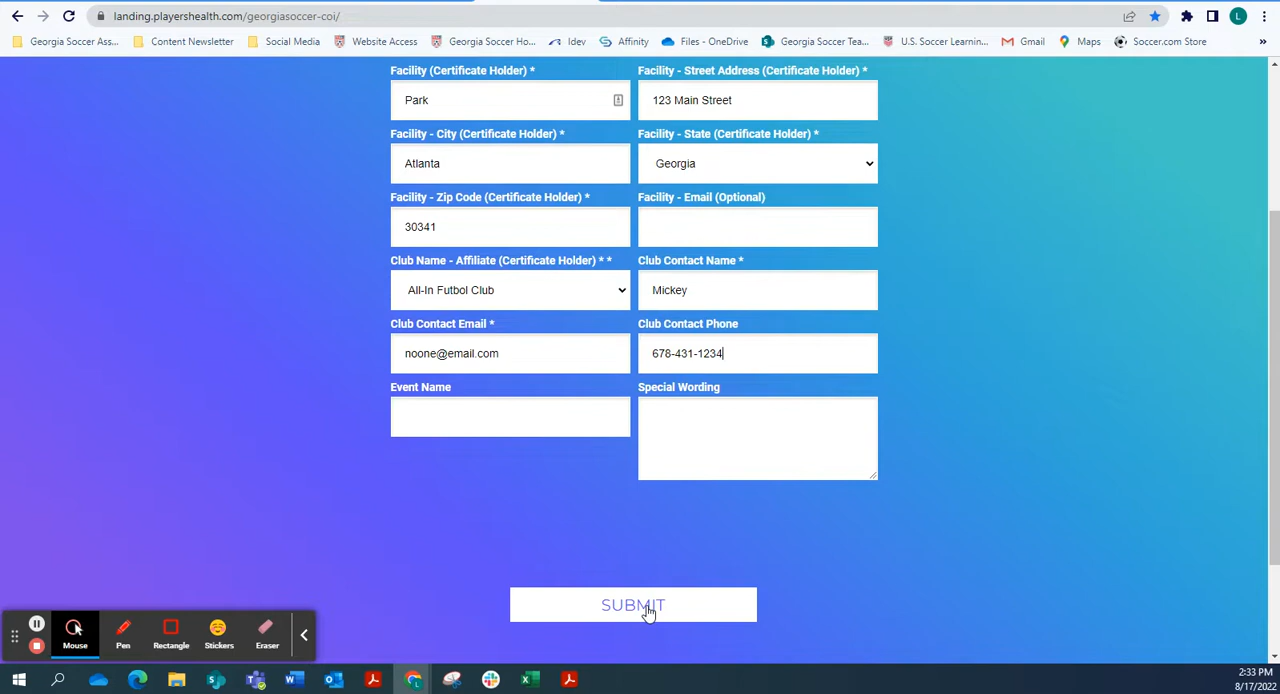 landing.playershealth.com/georgiasoccer-coi/
L
Georgia Soccer Ass...
Content Newsletter
Social Media
Website Access
Georgia Soccer Ho...
Idev
Affinity
Files - OneDrive
Georgia Soccer Tea...
U.S. Soccer Learnin...
Gmail
Maps
Soccer.com Store
»
Facility (Certificate Holder) *
Facility - Street Address (Certificate Holder) *
Park
123 Main Street
Facility - City (Certificate Holder) *
Facility - State (Certificate Holder) *
Atlanta
Georgia
Facility - Zip Code (Certificate Holder) *
Facility - Email (Optional)
30341
Club Name - Affiliate (Certificate Holder) * *
Club Contact Name *
All-In Futbol Club
Mickey
Club Contact Email *
Club Contact Phone
noone@email.com
678-431-1234
Event Name
Special Wording
SUBMIT
Mouse
Pen
Rectangle
Stickers
Eraser
2:33 PM
8/17/2022